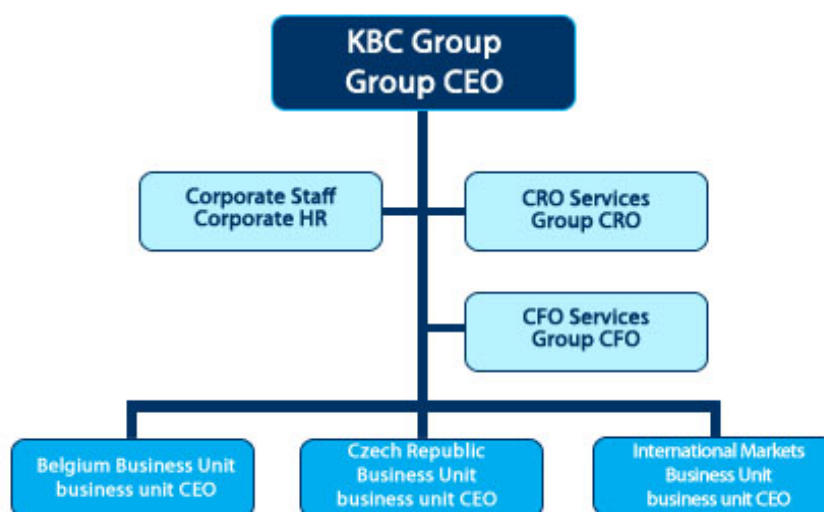 KBC Group
Group CEO
Corporate Staff
Corporate HR
CRO Services
Group CRO
CFO Services
Group CFO
Belgium Business Unit
business unit CEO
Czech Republic
Business Unit
business unit CEO
International Markets
Business Unit
business unit CEO